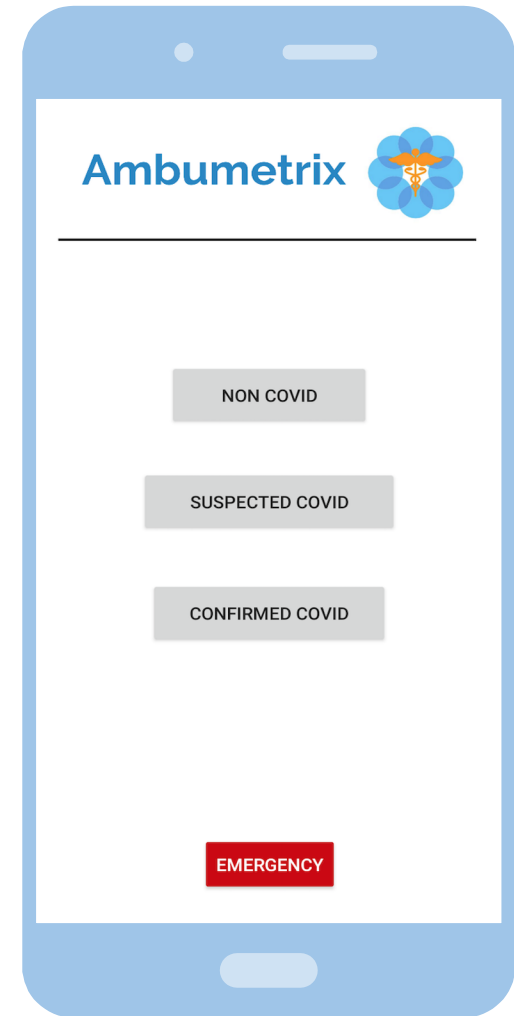 Ambumetrix
NON COVID
SUSPECTED COVID
CONFIRMED COVID
EMERGENCY